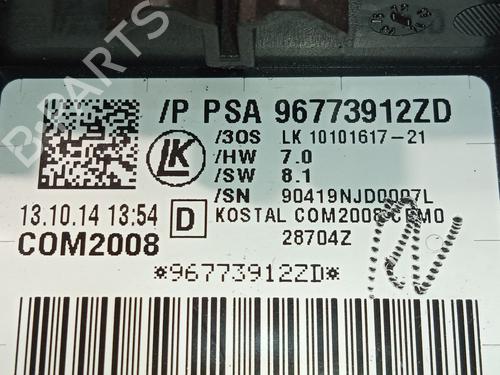 B-PARTS
/P PSA 96773912ZD
/3OS LK 10101617-21
/HW 7.0
/SW 8.1
/SN 90419NJD0007L
LK
13.10.14 13:54 D KOSTAL COM2008 CPM0
COM2008 28704Z
*96773912ZD*